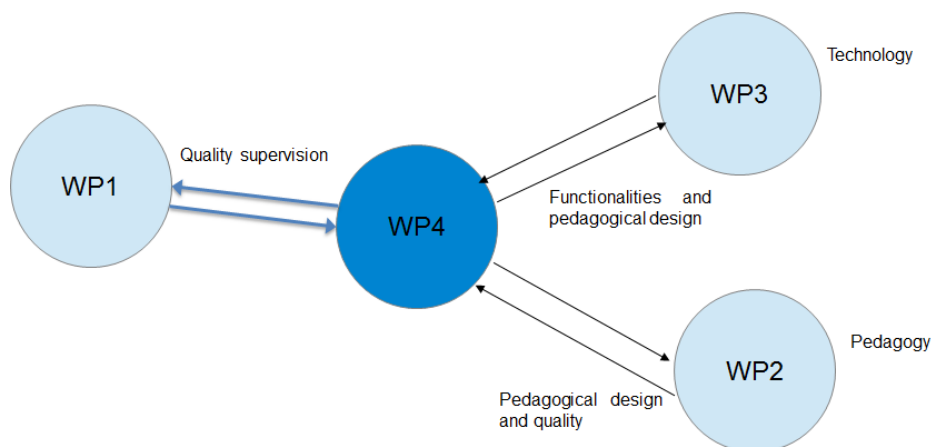 Technology
WP3
Quality supervision
WP1
Functionalities and
pedagogical design
WP4
Pedagogy
WP2
Pedagogical design
and quality